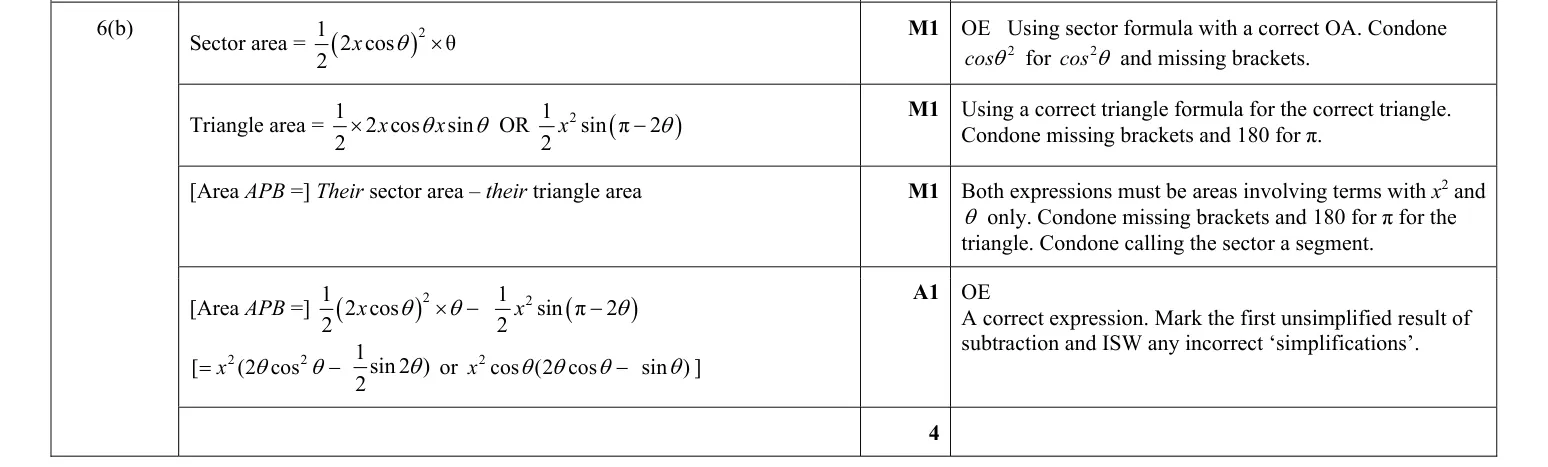 6(b)
Sector area = 1/2 (2x cos θ)² × θ
M1
OE Using sector formula with a correct OA. Condone
cosθ² for cos²θ and missing brackets.
Triangle area = 1/2 × 2x cos θ x sin θ OR 1/2 x² sin (π − 2θ)
M1
Using a correct triangle formula for the correct triangle.
Condone missing brackets and 180 for π.
[Area APB =] Their sector area – their triangle area
M1
Both expressions must be areas involving terms with x² and
θ only. Condone missing brackets and 180 for π for the
triangle. Condone calling the sector a segment.
[Area APB =] 1/2 (2x cos θ)² × θ − 1/2 x² sin (π − 2θ)
[= x²(2θ cos² θ − 1/2 sin 2θ) or x² cos θ(2θ cos θ − sin θ) ]
A1
OE
A correct expression. Mark the first unsimplified result of
subtraction and ISW any incorrect ‘simplifications’.
4